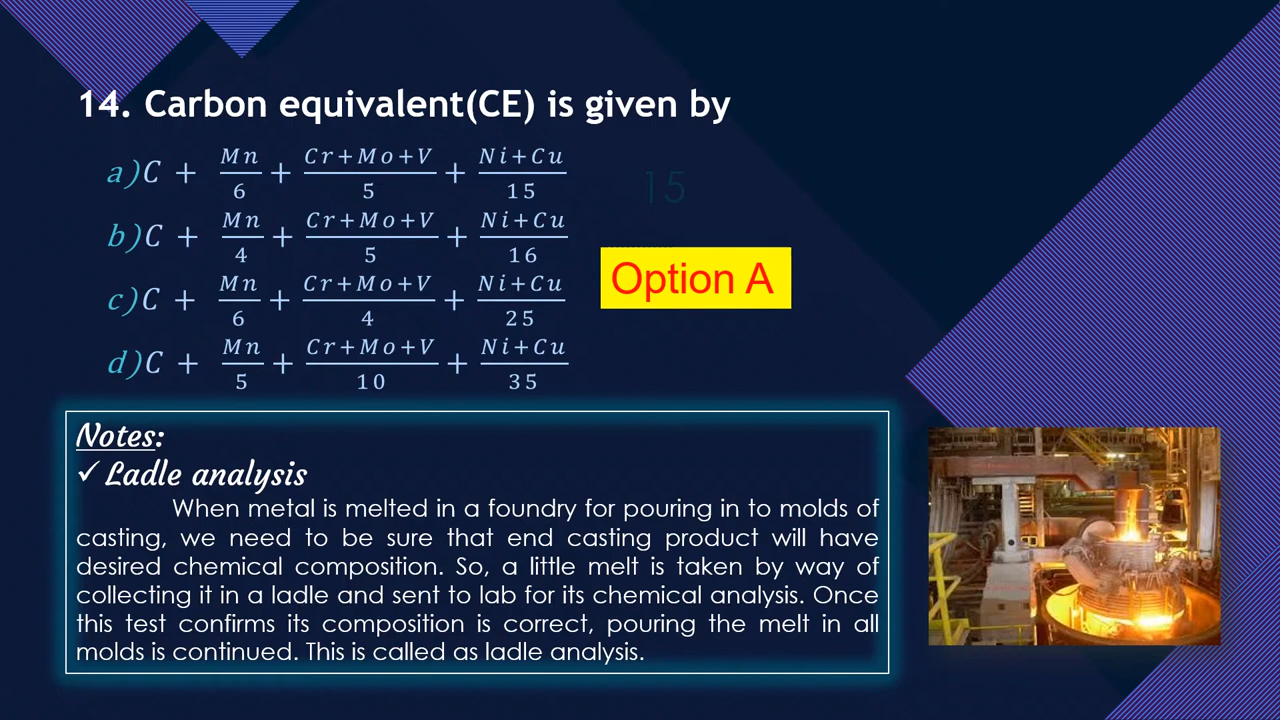 14. Carbon equivalent(CE) is given by
a) C + Mn/6 + Cr+Mo+V/5 + Ni+Cu/15
15
b) C + Mn/4 + Cr+Mo+V/5 + Ni+Cu/16
Option A
c) C + Mn/6 + Cr+Mo+V/4 + Ni+Cu/25
d) C + Mn/5 + Cr+Mo+V/10 + Ni+Cu/35
Notes:
✓ Ladle analysis
When metal is melted in a foundry for pouring in to molds of
casting, we need to be sure that end casting product will have
desired chemical composition. So, a little melt is taken by way of
collecting it in a ladle and sent to lab for its chemical analysis. Once
this test confirms its composition is correct, pouring the melt in all
molds is continued. This is called as ladle analysis.